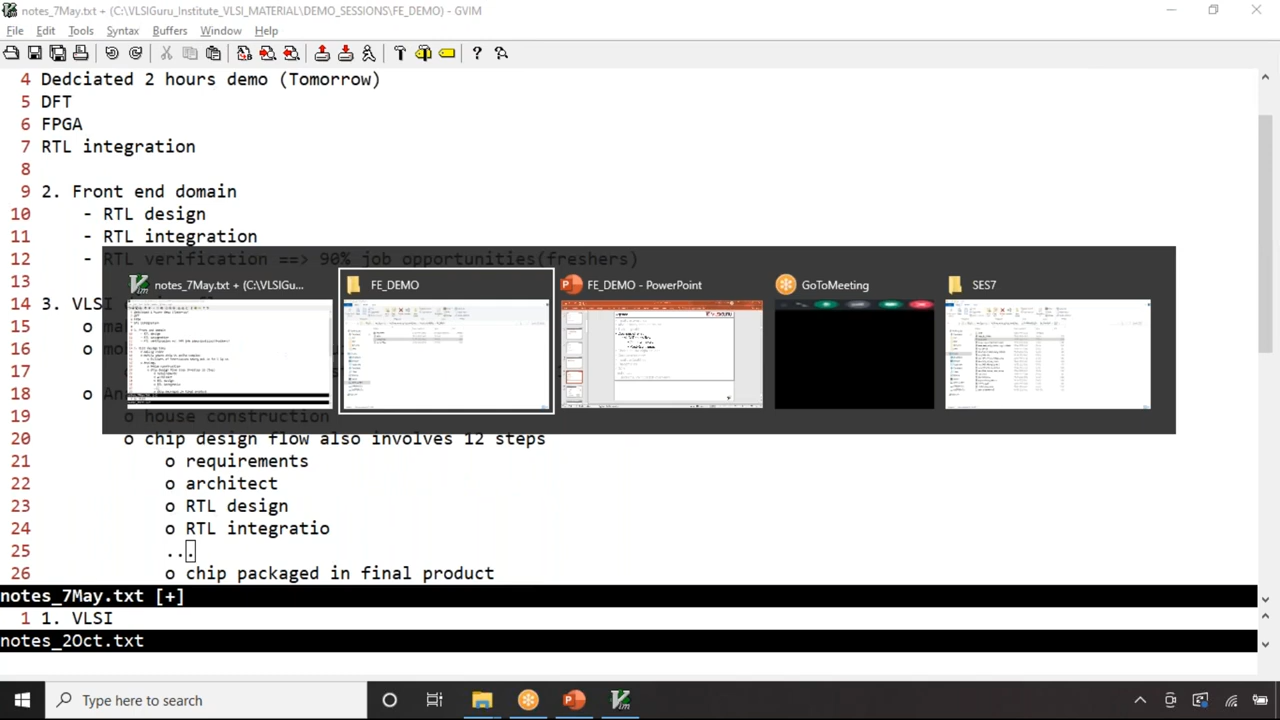 notes_7May.txt + (C:\VLSIGuru_Institute_VLSI_MATERIAL\DEMO_SESSIONS\FE_DEMO) - GVIM
File Edit Tools Syntax Buffers Window Help
4 Dedciated 2 hours demo (Tomorrow)
5 DFT
6 FPGA
7 RTL integration
8
9 2. Front end domain
10 - RTL design
11 - RTL integration
12 - RTL verification ==> 90% job opportunities(freshers)
13
notes_7May.txt + (C:\VLSIGu... FE_DEMO FE_DEMO - PowerPoint GoToMeeting SES7
14 3. VLSI
15 o
16 o
17
18 o
19 o house construction
20 o chip design flow also involves 12 steps
21 o requirements
22 o architect
23 o RTL design
24 o RTL integratio
25 ...
26 o chip packaged in final product
notes_7May.txt [+]
1 1. VLSI
notes_2Oct.txt
Type here to search